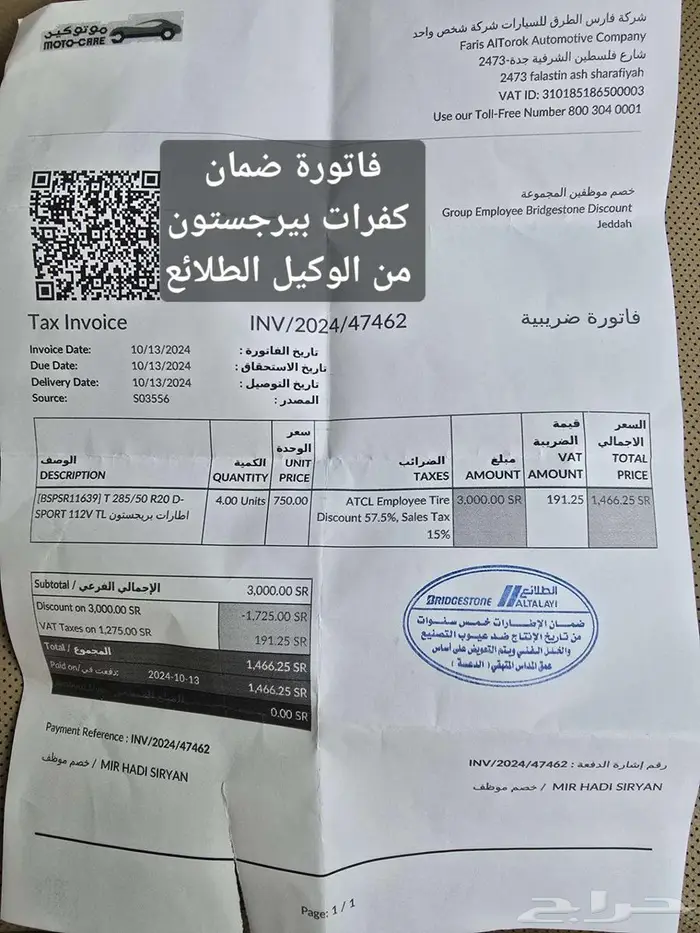 موتوكير
MOTO-CARE
شركة فارس الطرق للسيارات شركة شخص واحد
Faris AlTorok Automotive Company
شارع فلسطين الشرفية جدة-2473
2473 falastin ash sharafiyah
VAT ID: 310185186500003
Use our Toll-Free Number 800 304 0001
فاتورة ضمان
كفرات بيرجستون
من الوكيل الطلائع
خصم موظفين المجموعة
Group Employee Bridgestone Discount
Jeddah
Tax Invoice INV/2024/47462 فاتورة ضريبية
Invoice Date: 10/13/2024 تاريخ الفاتورة :
Due Date: 10/13/2024 تاريخ الاستحقاق :
Delivery Date: 10/13/2024 تاريخ التوصيل :
Source: S03556 المصدر :
الوصف DESCRIPTION
الكمية QUANTITY
سعر الوحدة UNIT PRICE
الضرائب TAXES
مبلغ AMOUNT
قيمة الضريبة VAT AMOUNT
السعر الاجمالي TOTAL PRICE
[BSPSR11639] T 285/50 R20 D- 4.00 Units 750.00 ATCL Employee Tire 3,000.00 SR 191.25 1,466.25 SR
SPORT 112V TL اطارات بريجستون Discount 57.5%, Sales Tax
15%
Subtotal / الإجمالي الفرعي 3,000.00 SR
Discount on 3,000.00 SR -1,725.00 SR
VAT Taxes on 1,275.00 SR 191.25 SR
Total / المجموع 1,466.25 SR
Paid on/دفعت في: 2024-10-13 1,466.25 SR
0.00 SR
BRIDGESTONE الطلائع ALTALAYI
ضمان الإطارات خمس سنوات
من تاريخ الإنتاج ضد عيوب التصنيع
والخلل الفني ويتم التعويض على أساس
عمق المداس المتبقي ( الدعسة )
Payment Reference : INV/2024/47462
MIR HADI SIRYAN / خصم موظف
رقم إشارة الدفعة : INV/2024/47462
MIR HADI SIRYAN / خصم موظف
Page: 1 / 1
حراج